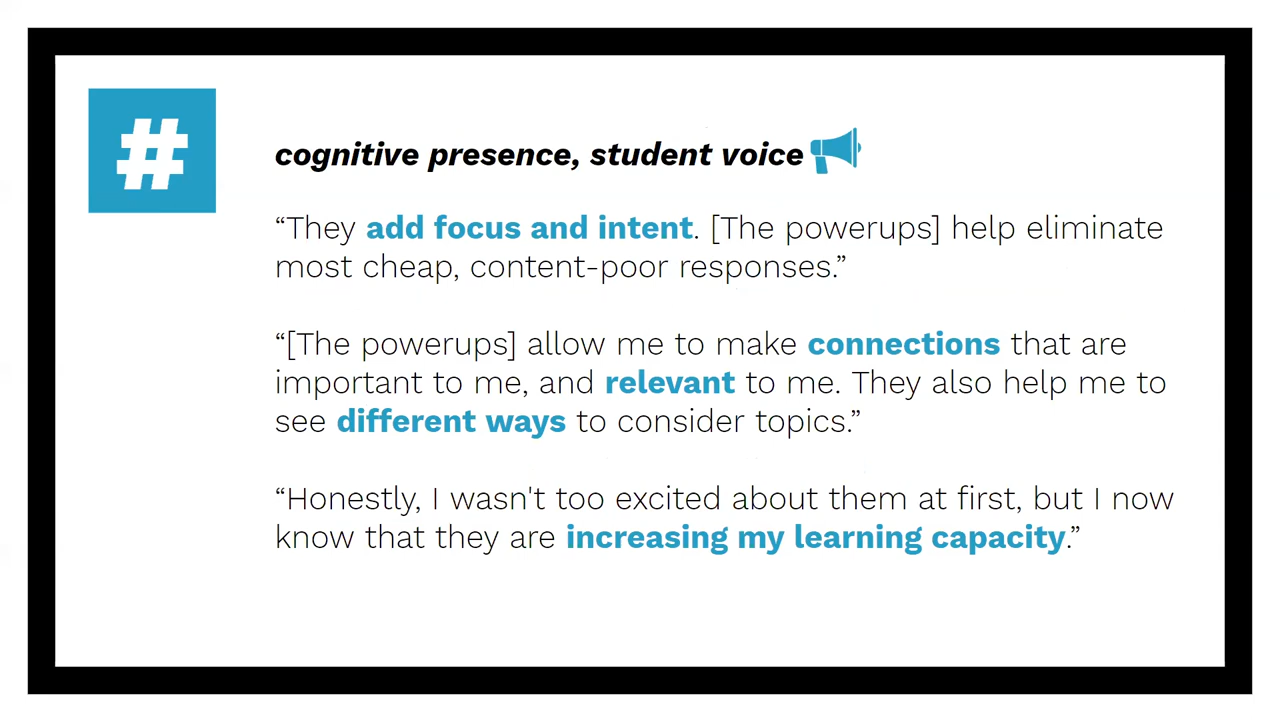 #
cognitive presence, student voice
“They add focus and intent. [The powerups] help eliminate
most cheap, content-poor responses.”
“[The powerups] allow me to make connections that are
important to me, and relevant to me. They also help me to
see different ways to consider topics.”
“Honestly, I wasn't too excited about them at first, but I now
know that they are increasing my learning capacity.”